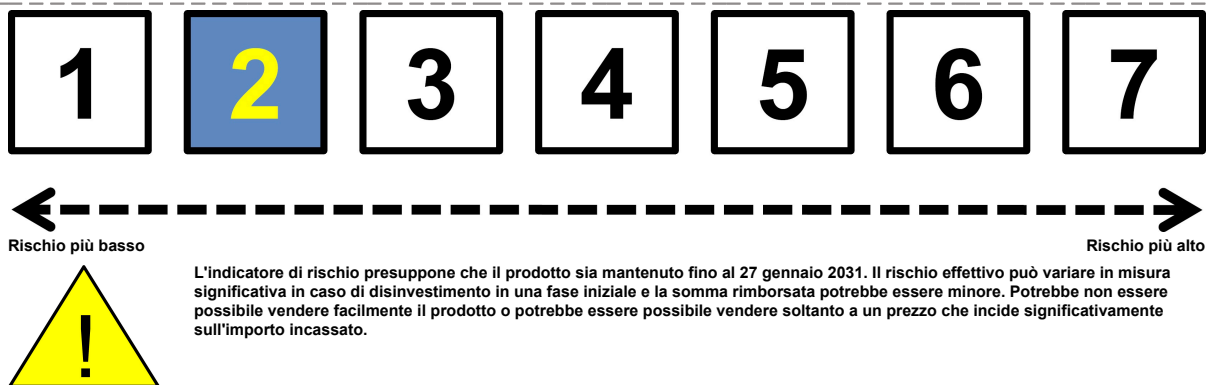 1 2 3 4 5 6 7
Rischio più basso Rischio più alto
L'indicatore di rischio presuppone che il prodotto sia mantenuto fino al 27 gennaio 2031. Il rischio effettivo può variare in misura
significativa in caso di disinvestimento in una fase iniziale e la somma rimborsata potrebbe essere minore. Potrebbe non essere
possibile vendere facilmente il prodotto o potrebbe essere possibile vendere soltanto a un prezzo che incide significativamente
sull'importo incassato.
!